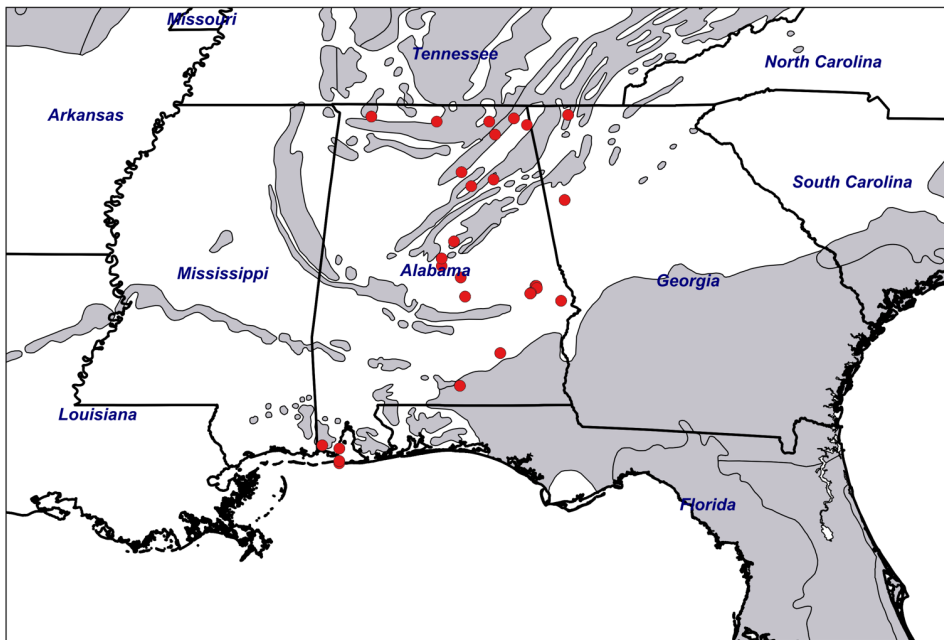 Missouri
Tennessee
North Carolina
Arkansas
South Carolina
Mississippi
Alabama
Georgia
Louisiana
Florida